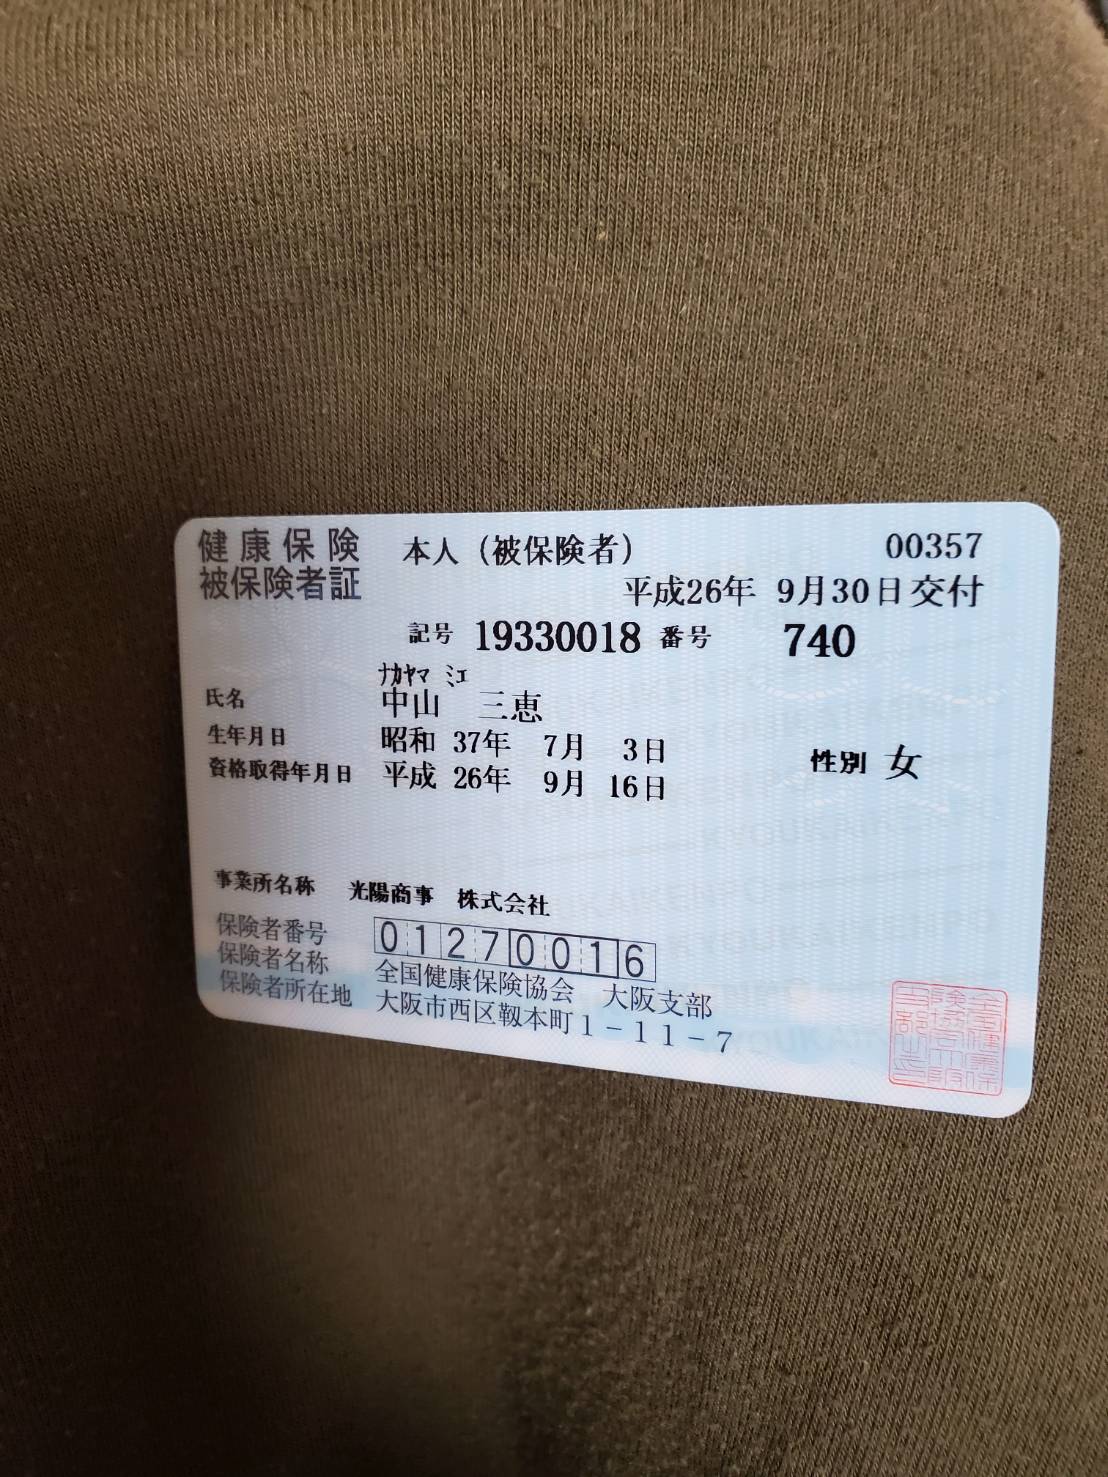 健康保険 本人(被保険者) 00357
被保険者証 平成26年 9月30日交付
記号 19330018 番号 740
ナカヤマ ミエ
氏名 中山 三恵
生年月日 昭和 37年 7月 3日 性別 女
資格取得年月日 平成 26年 9月 16日
事業所名称 光陽商事 株式会社
保険者番号 01270016
保険者名称 全国健康保険協会 大阪支部
保険者所在地 大阪市西区靱本町1-11-7